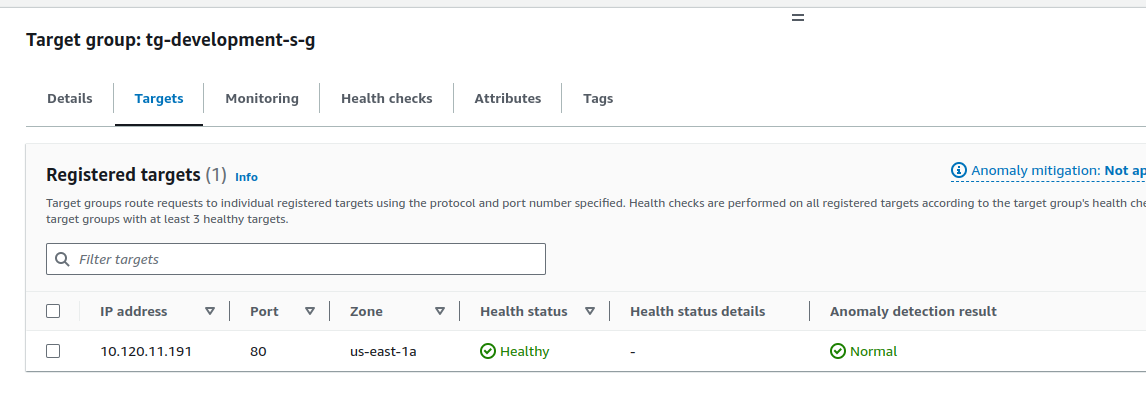 Target group: tg-development-s-g
Details Targets Monitoring Health checks Attributes Tags
Registered targets (1) Info
Anomaly mitigation: Not
Target groups route requests to individual registered targets using the protocol and port number specified. Health checks are performed on all registered targets according to the target group's health
target groups with at least 3 healthy targets.
Filter targets
IP address Port Zone Health status Health status details Anomaly detection result
10.120.11.191 80 us-east-1a Healthy - Normal